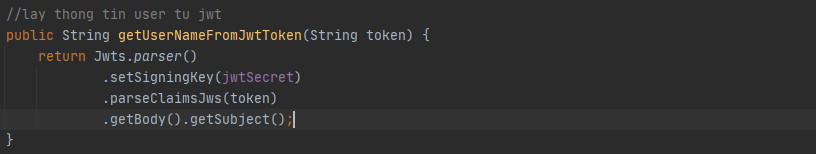 //lay thong tin user tu jwt
public String getUserNameFromJwtToken(String token) {
    return Jwts.parser()
            .setSigningKey(jwtSecret)
            .parseClaimsJws(token)
            .getBody().getSubject();
}